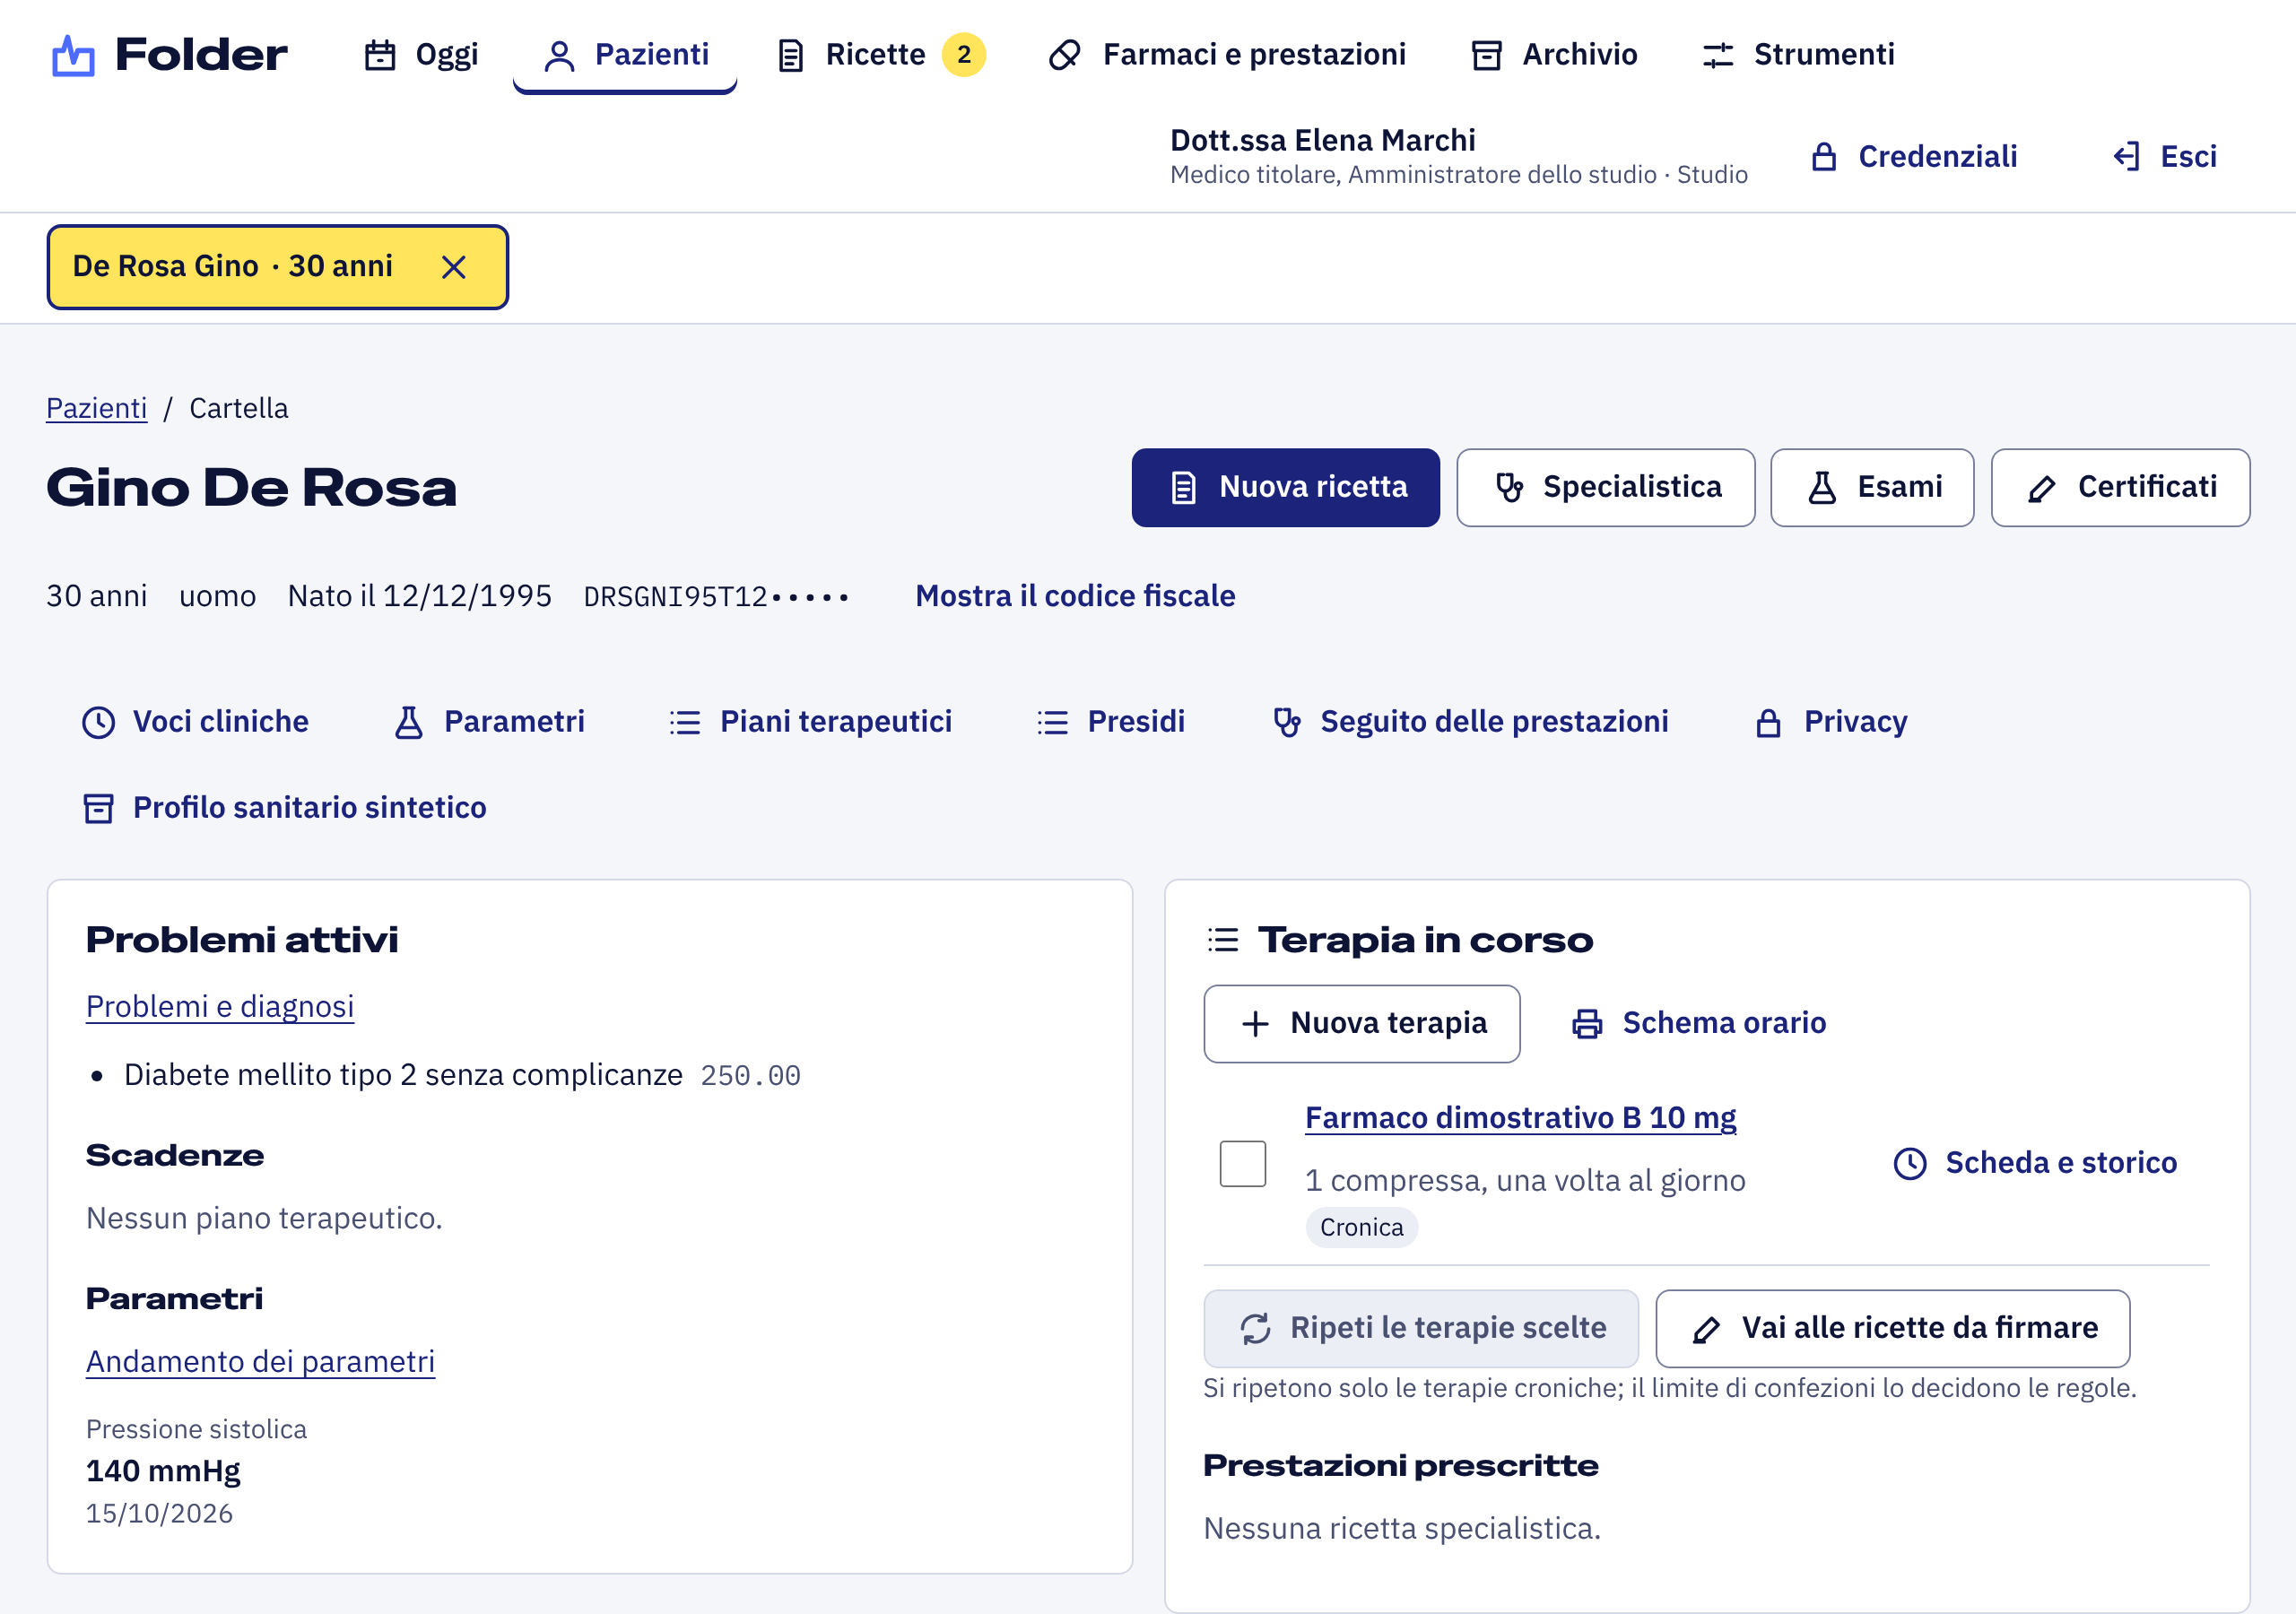 Folder
Oggi
Pazienti
Ricette 2
Farmaci e prestazioni
Archivio
Strumenti
Dott.ssa Elena Marchi
Medico titolare, Amministratore dello studio · Studio
Credenziali
Esci
De Rosa Gino · 30 anni
Pazienti / Cartella
Gino De Rosa
Nuova ricetta
Specialistica
Esami
Certificati
30 anni uomo Nato il 12/12/1995 DRSGNI95T12••••• Mostra il codice fiscale
Voci cliniche
Parametri
Piani terapeutici
Presidi
Seguito delle prestazioni
Privacy
Profilo sanitario sintetico
Problemi attivi
Problemi e diagnosi
• Diabete mellito tipo 2 senza complicanze 250.00
Scadenze
Nessun piano terapeutico.
Parametri
Andamento dei parametri
Pressione sistolica
140 mmHg
15/10/2026
Terapia in corso
Nuova terapia
Schema orario
Farmaco dimostrativo B 10 mg
1 compressa, una volta al giorno
Cronica
Scheda e storico
Ripeti le terapie scelte
Vai alle ricette da firmare
Si ripetono solo le terapie croniche; il limite di confezioni lo decidono le regole.
Prestazioni prescritte
Nessuna ricetta specialistica.